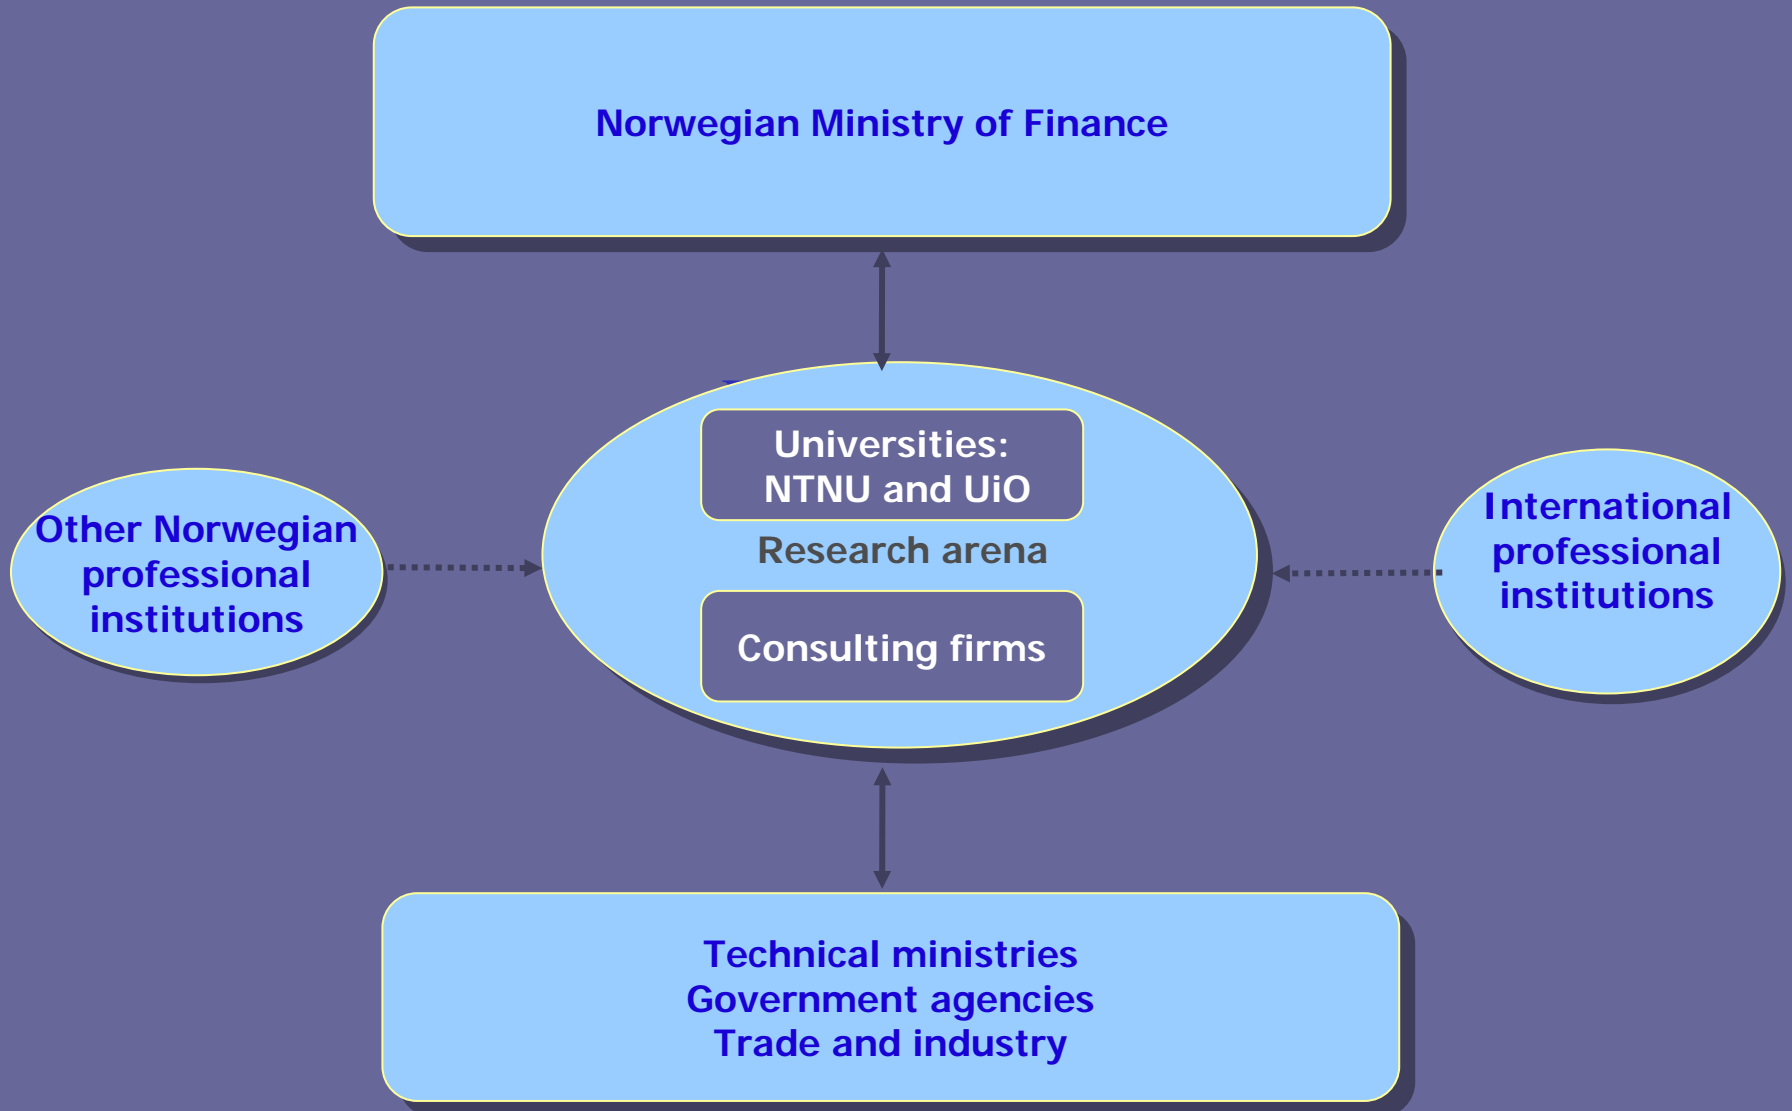 Norwegian Ministry of Finance
Universities:
NTNU and UiO
Research arena
Consulting firms
Other Norwegian
professional
institutions
International
professional
institutions
Technical ministries
Government agencies
Trade and industry